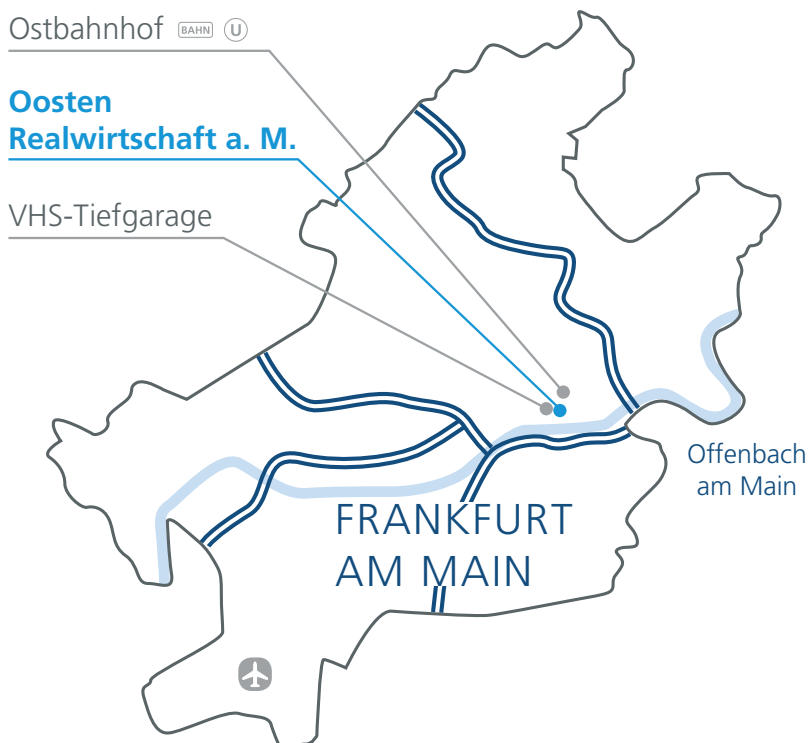 Ostbahnhof BAHN U
Oosten
Realwirtschaft a. M.
VHS-Tiefgarage
Offenbach
am Main
FRANKFURT
AM MAIN